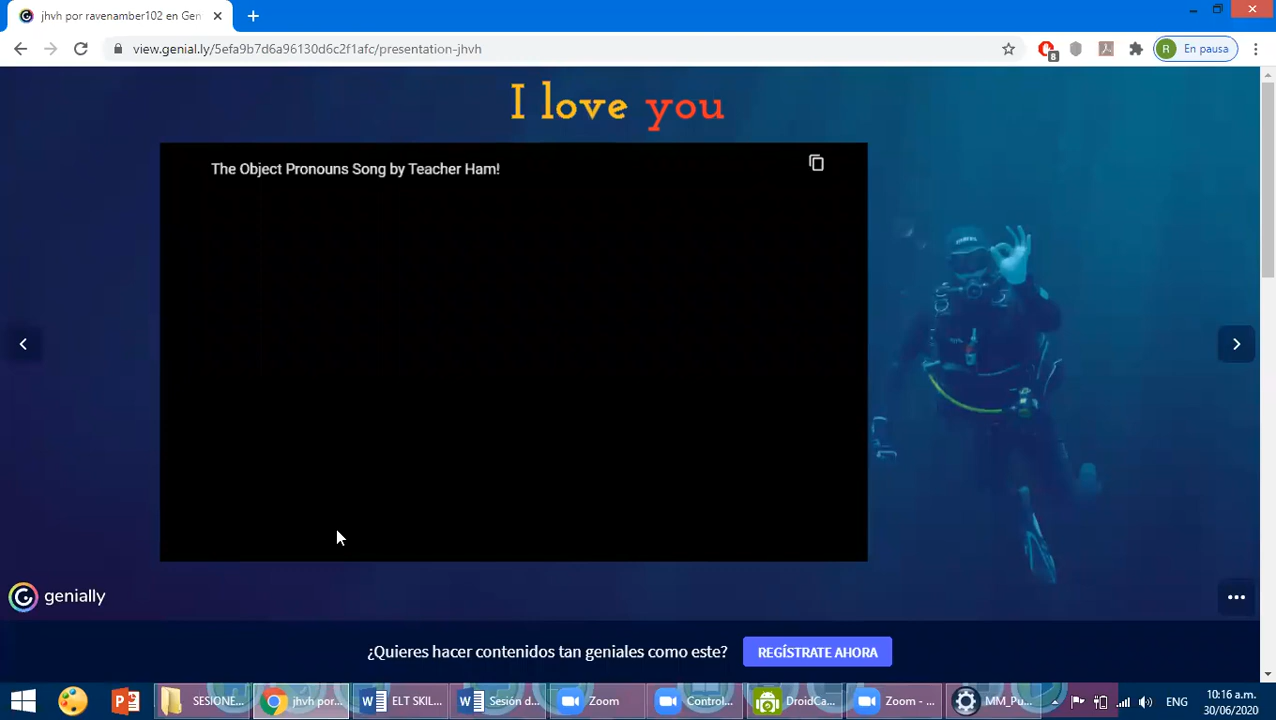 jhvh por ravenamber102 en Gen
view.genial.ly/5efa9b7d6a96130d6c2f1afc/presentation-jhvh
8
R
En pausa
I love you
The Object Pronouns Song by Teacher Ham!
genially
¿Quieres hacer contenidos tan geniales como este?
REGÍSTRATE AHORA
SESIONE...
jhvh por...
ELT SKIL...
Sesión d...
Zoom
Control...
DroidCa...
Zoom - ...
MM_Pu...
ENG
10:16 a.m.
30/06/2020